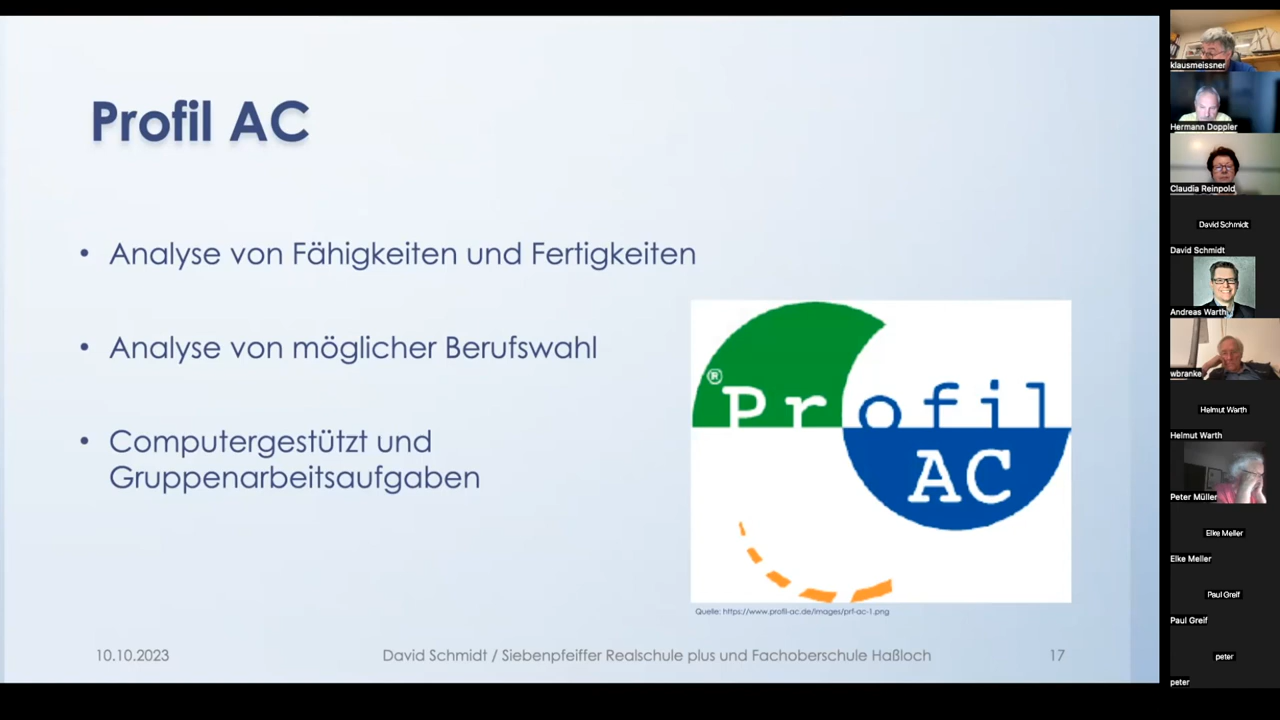 Profil AC
• Analyse von Fähigkeiten und Fertigkeiten
• Analyse von möglicher Berufswahl
• Computergestützt und
Gruppenarbeitsaufgaben
®
Profil
AC
Quelle: https://www.profil-ac.de/images/prf-ac-1.png
10.10.2023
David Schmidt / Siebenpfeiffer Realschule plus und Fachoberschule Haßloch
17
klausmeissner
Hermann Doppler
Claudia Reinpold
David Schmidt
David Schmidt
Andreas Warth
wbranke
Helmut Warth
Helmut Warth
Peter Müller
Elke Meller
Elke Meller
Paul Greif
Paul Greif
peter
peter